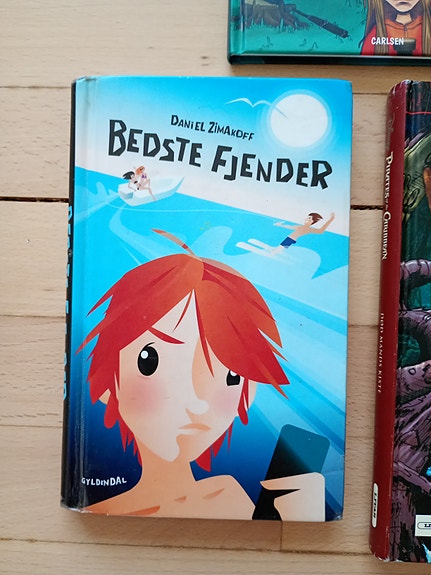 CARLSEN
DANIEL ZIMAKOFF
BEDSTE FJENDER
GYLDENDAL
PIRATES of the CARIBBEAN
DØD MANDS KISTE